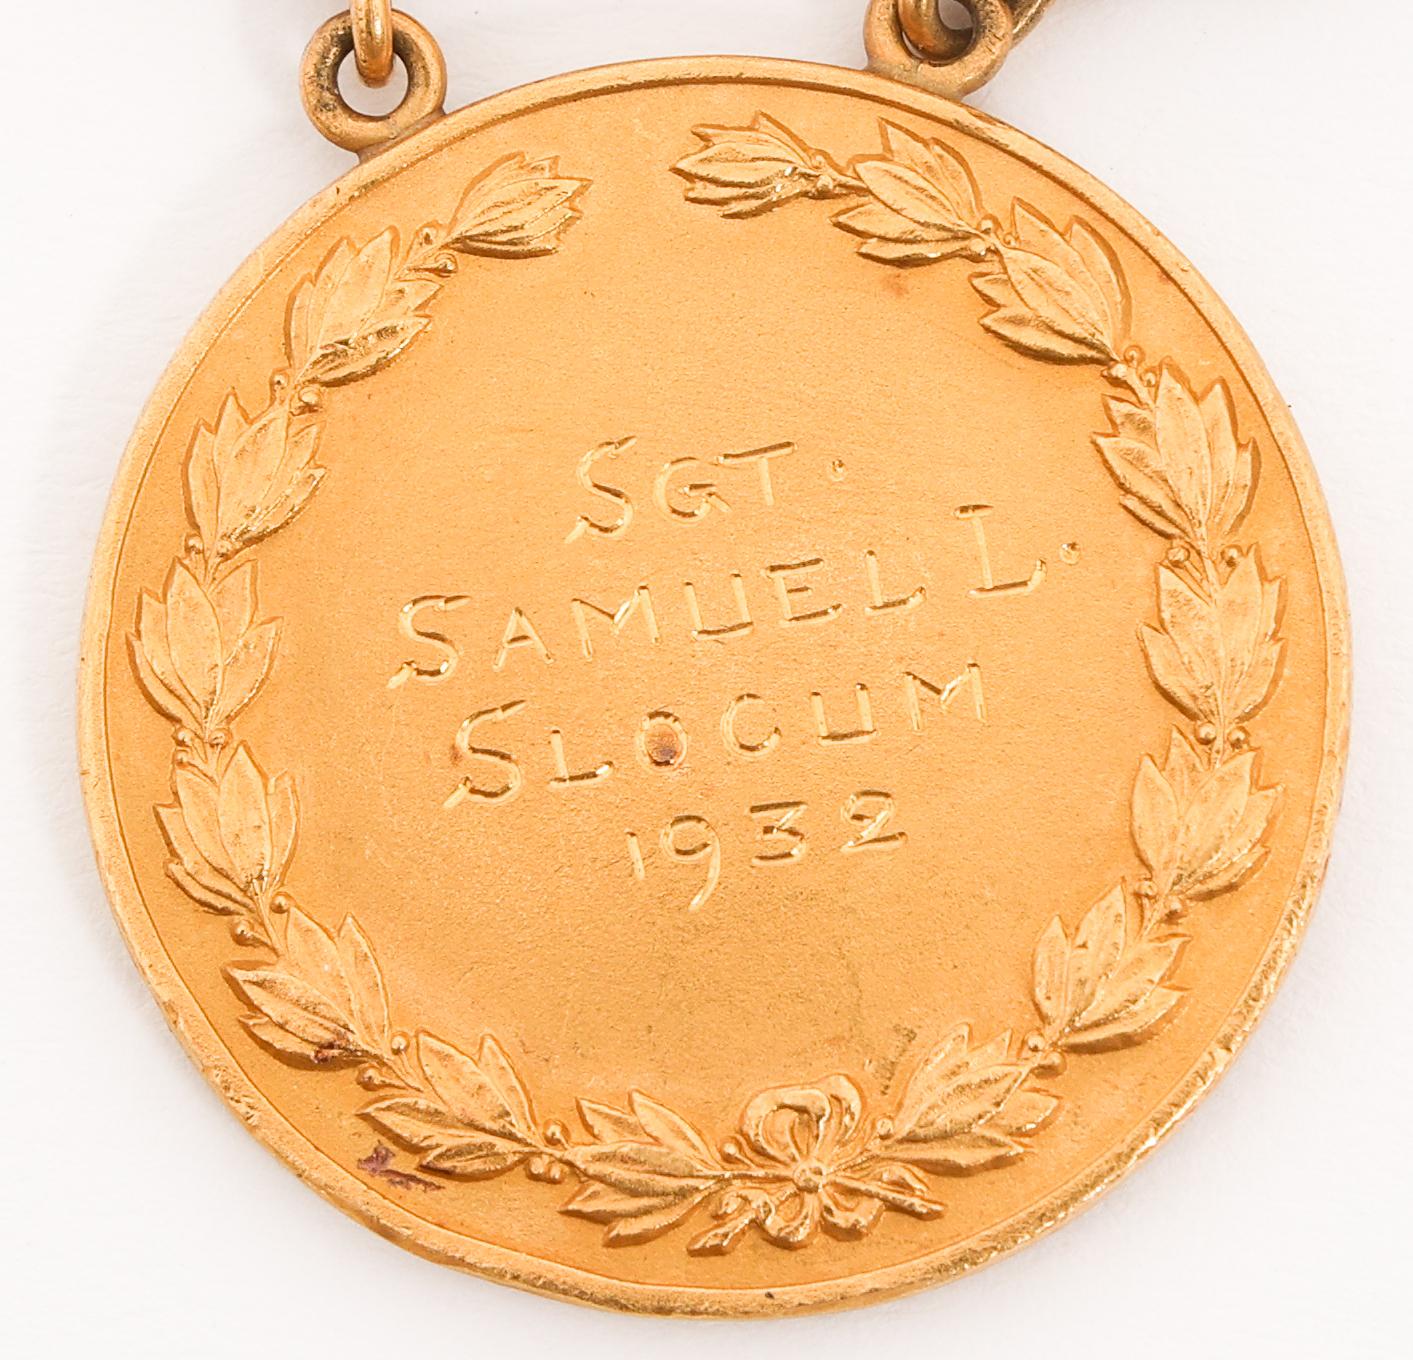 SGT.
SAMUEL L.
SLOCUM
1932